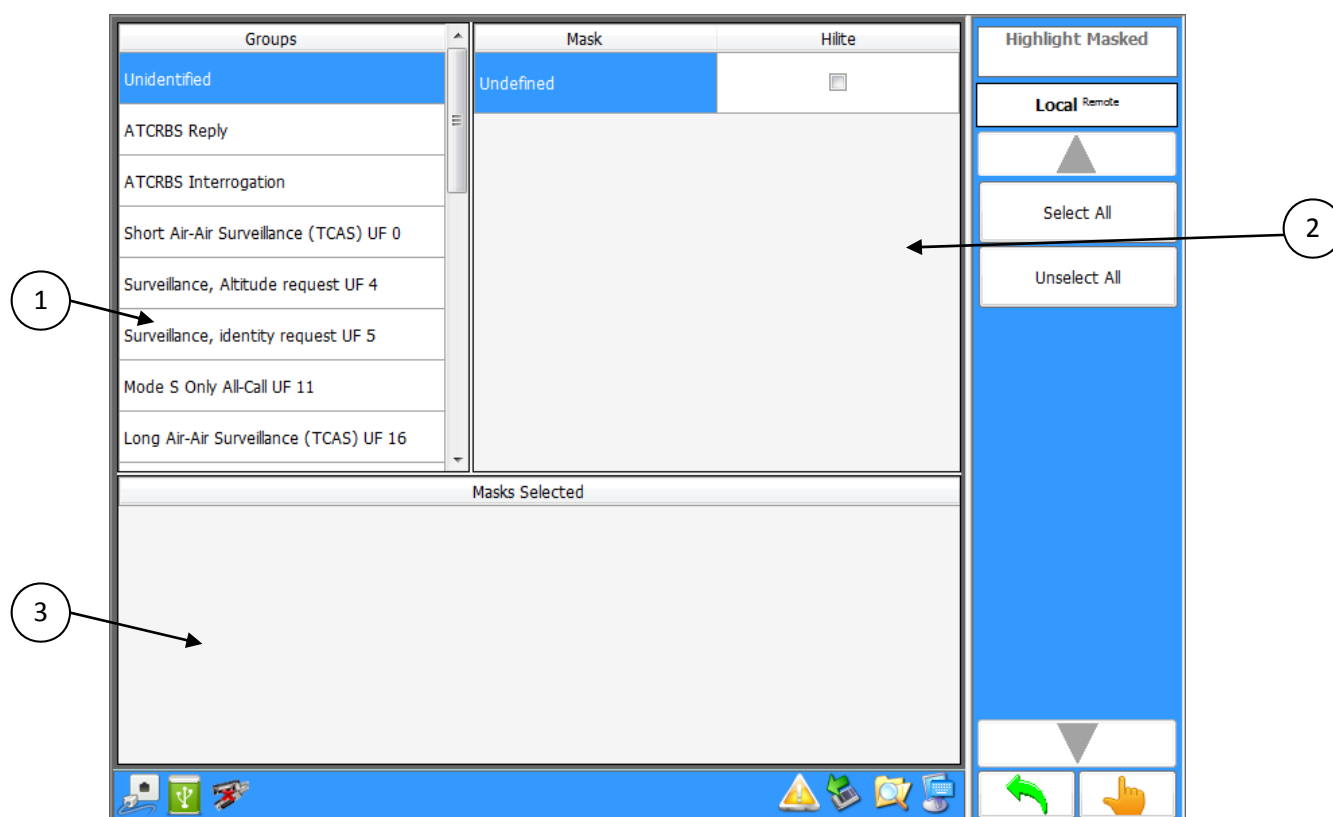 Groups
Mask
Hilite
Highlight Masked
Unidentified
Undefined
Local Remote
ATCRBS Reply
ATCRBS Interrogation
Short Air-Air Surveillance (TCAS) UF 0
Select All
2
Surveillance, Altitude request UF 4
Unselect All
1
Surveillance, identity request UF 5
Mode S Only All-Call UF 11
Long Air-Air Surveillance (TCAS) UF 16
Masks Selected
3